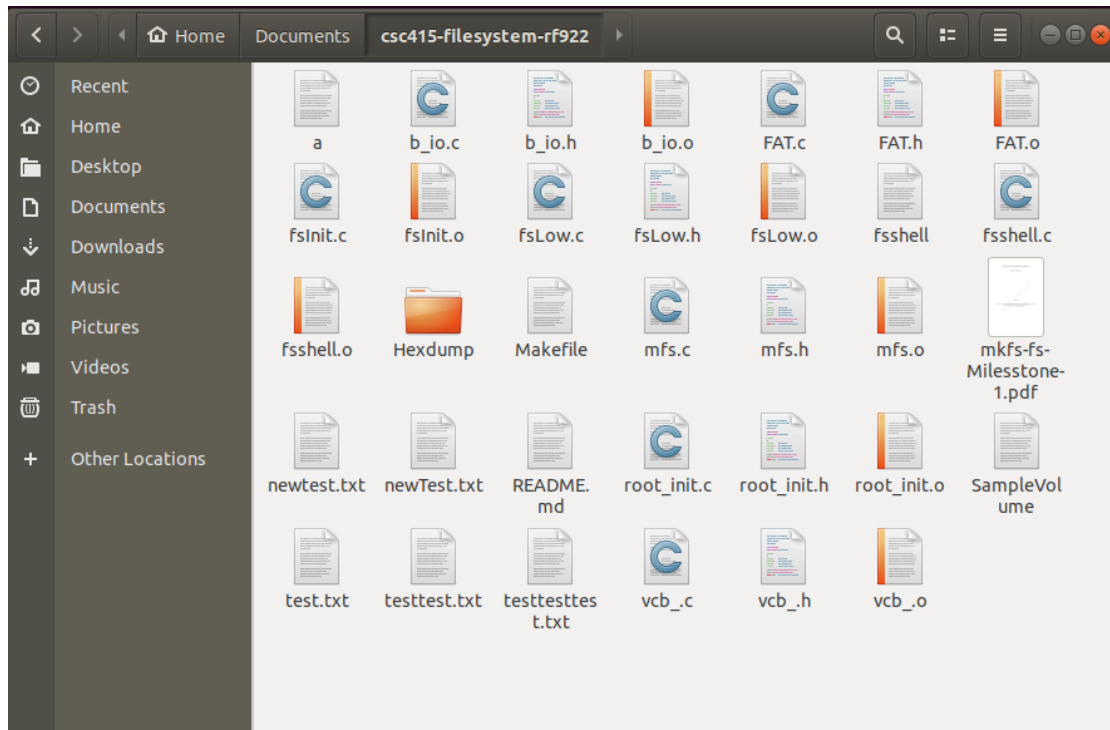 Home Documents csc415-filesystem-rf922
Recent
Home
Desktop
Documents
Downloads
Music
Pictures
Videos
Trash
Other Locations
a b_io.c b_io.h b_io.o FAT.c FAT.h FAT.o
fsInit.c fsInit.o fsLow.c fsLow.h fsLow.o fsshell fsshell.c
fsshell.o Hexdump Makefile mfs.c mfs.h mfs.o mkfs-fs-
Milesstone-
1.pdf
newtest.txt newTest.txt README. root_init.c root_init.h root_init.o SampleVol
md ume
test.txt testtest.txt testtesttes vcb_.c vcb_.h vcb_.o
t.txt